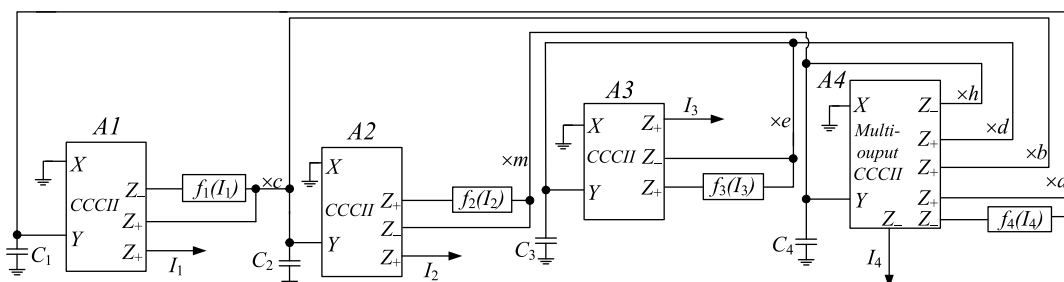 A1
X
CCCII
Y
Z−
Z+
Z+
f1(I1)
×c
C1
I1
A2
X
CCCII
Y
Z+
Z−
Z+
f2(I2)
×m
C2
I2
A3
X
CCCII
Y
Z+
Z−
Z+
I3
f3(I3)
×e
C3
A4
X
Multi-
ouput
CCCII
Y
Z−
Z+
Z+
Z+
Z−
Z−
×h
×d
×b
f4(I4)
C4
I4